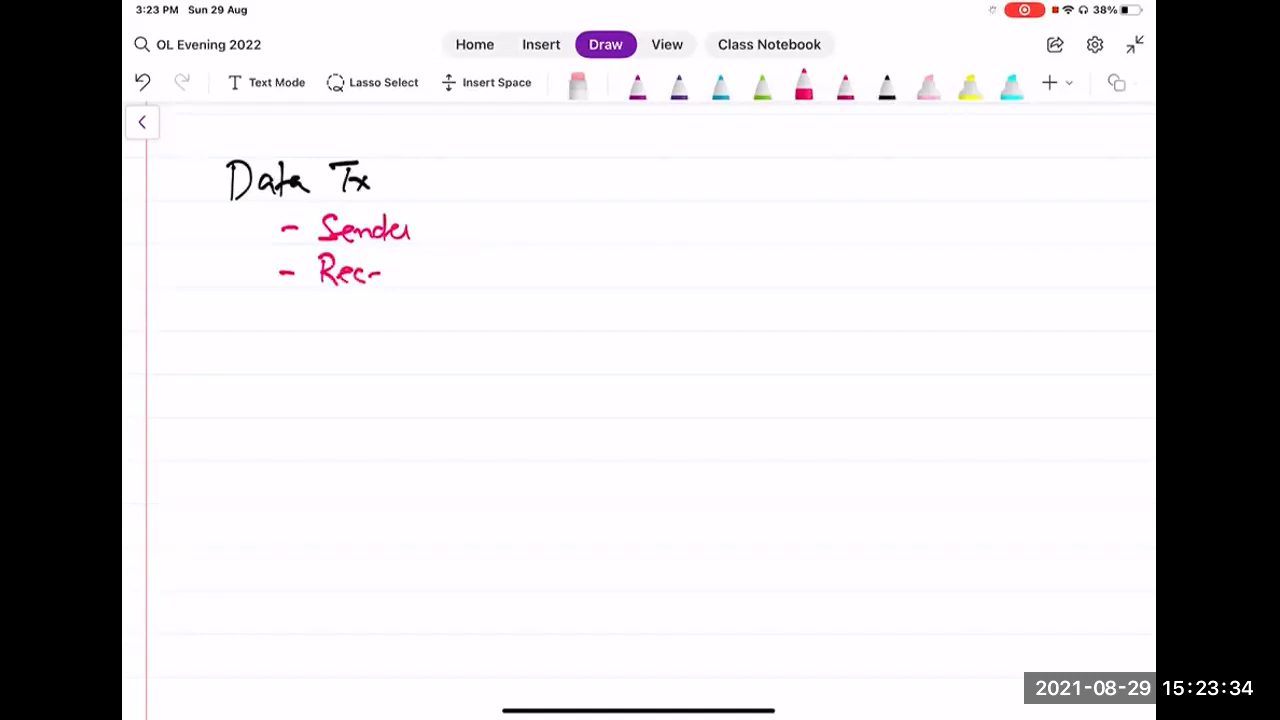 3:23 PM Sun 29 Aug 38%
OL Evening 2022 Home Insert Draw View Class Notebook
Text Mode Lasso Select Insert Space
Data Tx
- Sender
- Rec-
2021-08-29 15:23:34